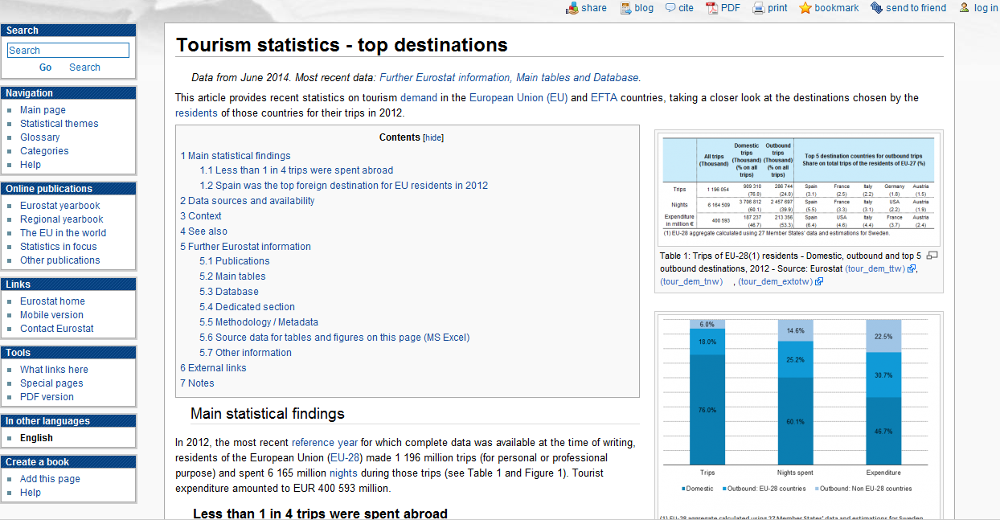 share blog cite PDF print bookmark send to friend log in
Search
Search
Go Search
Navigation
Main page
Statistical themes
Glossary
Categories
Help
Online publications
Eurostat yearbook
Regional yearbook
The EU in the world
Statistics in focus
Other publications
Links
Eurostat home
Mobile version
Contact Eurostat
Tools
What links here
Special pages
PDF version
In other languages
English
Create a book
Add this page
Help
Tourism statistics - top destinations
Data from June 2014. Most recent data: Further Eurostat information, Main tables and Database.
This article provides recent statistics on tourism demand in the European Union (EU) and EFTA countries, taking a closer look at the destinations chosen by the
residents of those countries for their trips in 2012.
Contents [hide]
1 Main statistical findings
1.1 Less than 1 in 4 trips were spent abroad
1.2 Spain was the top foreign destination for EU residents in 2012
2 Data sources and availability
3 Context
4 See also
5 Further Eurostat information
5.1 Publications
5.2 Main tables
5.3 Database
5.4 Dedicated section
5.5 Methodology / Metadata
5.6 Source data for tables and figures on this page (MS Excel)
5.7 Other information
6 External links
7 Notes
Main statistical findings
In 2012, the most recent reference year for which complete data was available at the time of writing,
residents of the European Union (EU-28) made 1 196 million trips (for personal or professional
purpose) and spent 6 165 million nights during those trips (see Table 1 and Figure 1). Tourist
expenditure amounted to EUR 400 593 million.
Less than 1 in 4 trips were spent abroad
All trips
(Thousand)
Domestic
trips
(Thousand)
(% on all
trips)
Outbound
trips
(Thousand)
(% on all
trips)
Top 5 destination countries for outbound trips
Share on total trips of the residents of EU-27 (%)
Trips 1 196 054 909 310 286 744 Spain France Italy Germany Austria
(76.0) (24.0) (3.1) (2.5) (2.2) (1.8) (1.5)
Nights 6 164 509 3 706 812 2 457 697 Spain France Italy USA Austria
(60.1) (39.9) (5.5) (3.3) (3.1) (2.2) (1.9)
Expenditure
in million € 400 593 187 237 213 356 Spain USA Italy France Austria
(46.7) (53.3) (6.4) (4.6) (4.4) (3.7) (2.4)
(1) EU-28 aggregate calculated using 27 Member States' data and estimations for Sweden.
Table 1: Trips of EU-28(1) residents - Domestic, outbound and top 5
outbound destinations, 2012 - Source: Eurostat (tour_dem_ttw),
(tour_dem_tnw) , (tour_dem_extotw)
6.0% 14.6% 22.5%
18.0% 25.2% 30.7%
76.0% 60.1% 46.7%
Trips Nights spent Expenditure
Domestic Outbound: EU-28 countries Outbound: Non EU-28 countries
(1) EU-28 aggregate calculated using 27 Member States' data and estimations for Sweden.